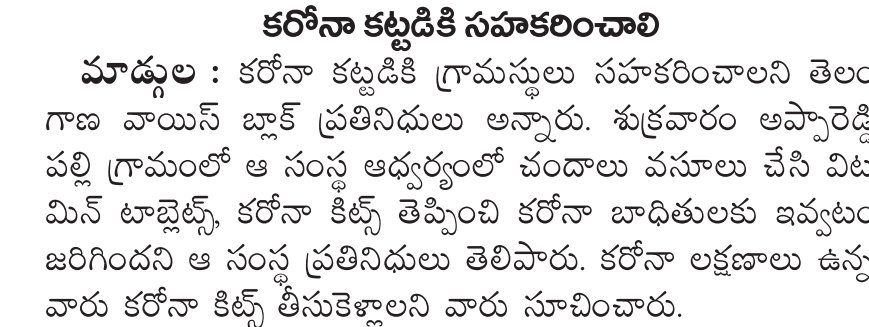 కరోనా కట్టడికి సహకరించాలి
మాడ్గుల : కరోనా కట్టడికి గ్రామస్థులు సహకరించాలని తెలం
గాణ వాయిస్ బ్లాక్ ప్రతినిధులు అన్నారు. శుక్రవారం అప్పారెడ్డి
పల్లి గ్రామంలో ఆ సంస్థ ఆధ్వర్యంలో చందాలు వసూలు చేసి విట
మిన్ టాబ్లెట్స్, కరోనా కిట్స్ తెప్పించి కరోనా బాధితులకు ఇవ్వటం
జరిగిందని ఆ సంస్థ ప్రతినిధులు తెలిపారు. కరోనా లక్షణాలు ఉన్న
వారు కరోనా కిట్స్ తీసుకెళ్లాలని వారు సూచించారు.